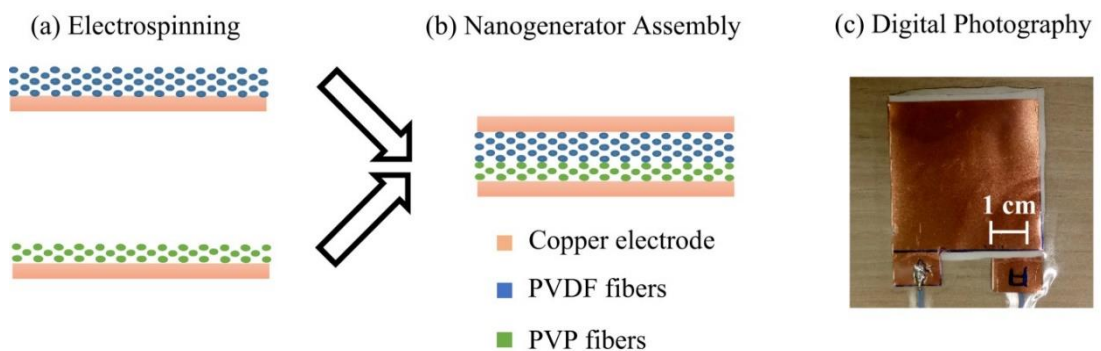 (a) Electrospinning
(b) Nanogenerator Assembly
(c) Digital Photography
1 cm
Copper electrode
PVDF fibers
PVP fibers